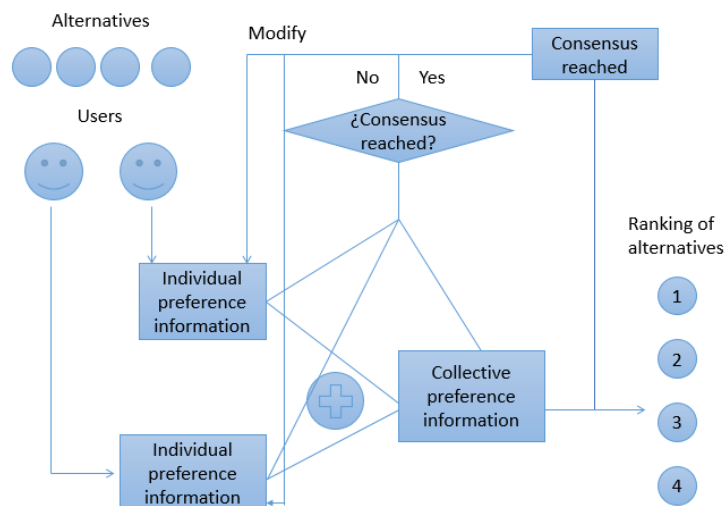 Alternatives
Modify
Consensus
reached
No
Yes
Users
¿Consensus
reached?
Ranking of
alternatives
Individual
preference
information
1
2
Collective
preference
information
3
Individual
preference
information
4